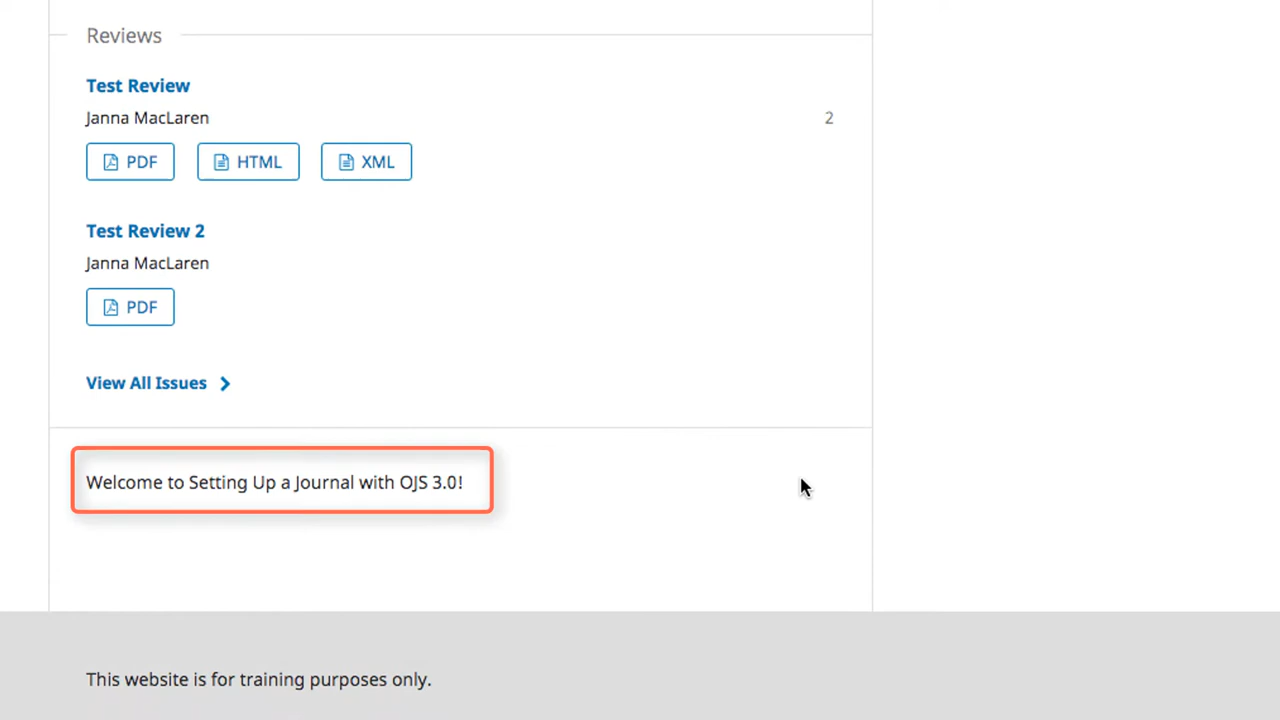 Reviews
Test Review
Janna MacLaren 2
PDF HTML XML
Test Review 2
Janna MacLaren
PDF
View All Issues
Welcome to Setting Up a Journal with OJS 3.0!
This website is for training purposes only.